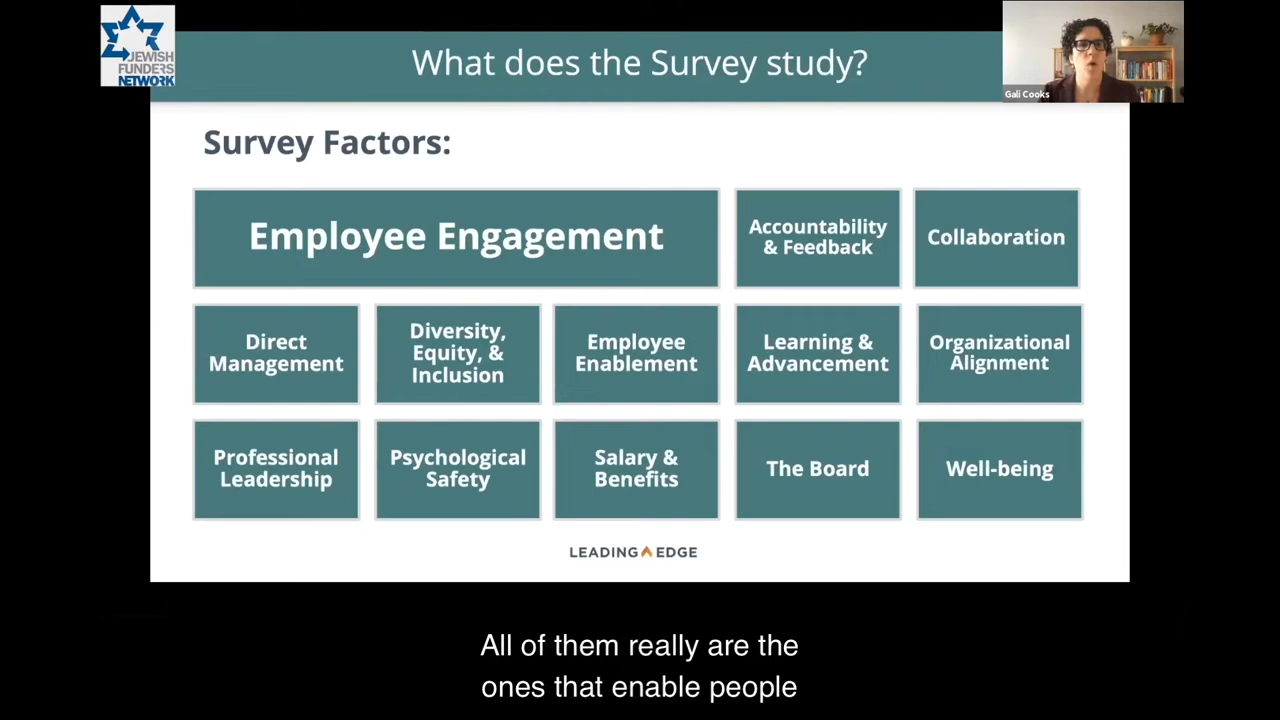 JEWISH
FUNDERS
NETWORK
What does the Survey study?
Gali Cooks
Survey Factors:
Employee Engagement
Accountability
& Feedback
Collaboration
Direct
Management
Diversity,
Equity, &
Inclusion
Employee
Enablement
Learning &
Advancement
Organizational
Alignment
Professional
Leadership
Psychological
Safety
Salary &
Benefits
The Board
Well-being
LEADING EDGE
All of them really are the
ones that enable people